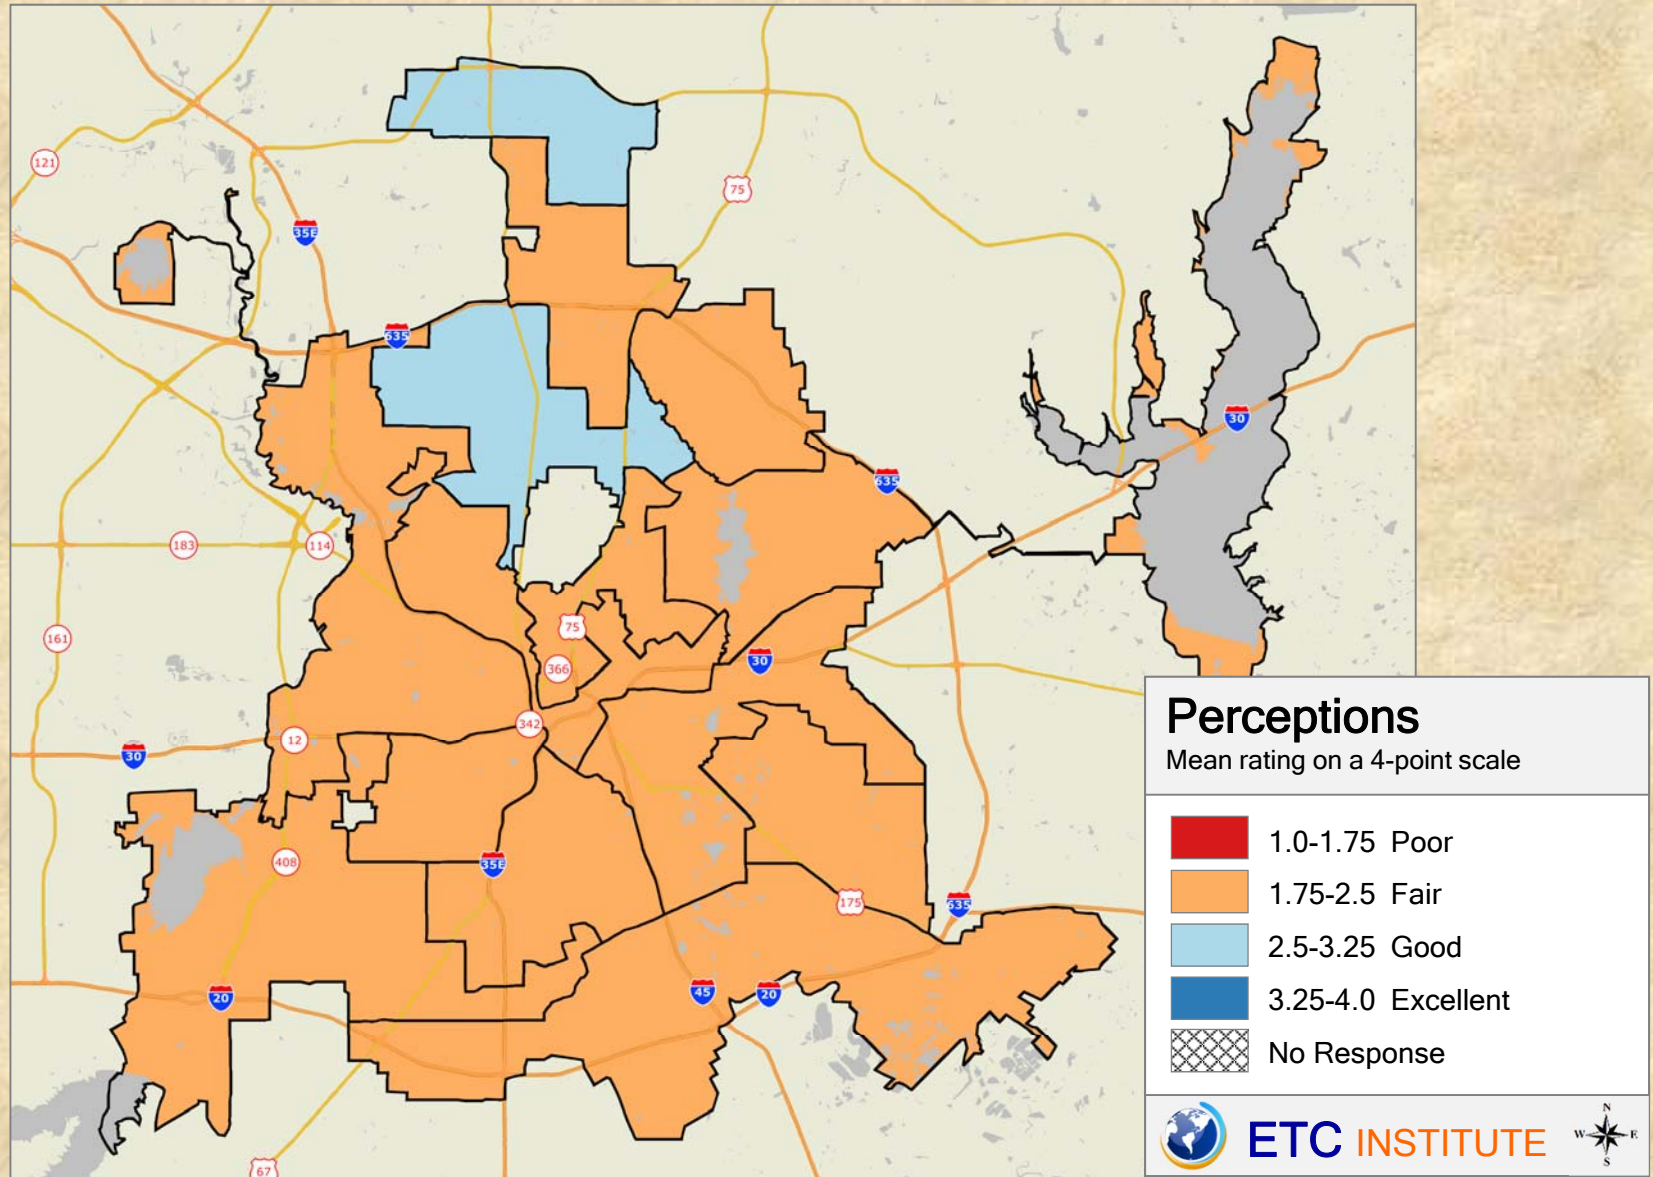 121
75
35E
635
30
635
183
114
161
75
366
30
342
12
30
408
35E
175
635
20
45
20
67
Perceptions
Mean rating on a 4-point scale
1.0-1.75 Poor
1.75-2.5 Fair
2.5-3.25 Good
3.25-4.0 Excellent
No Response
ETC INSTITUTE
N
W E
S